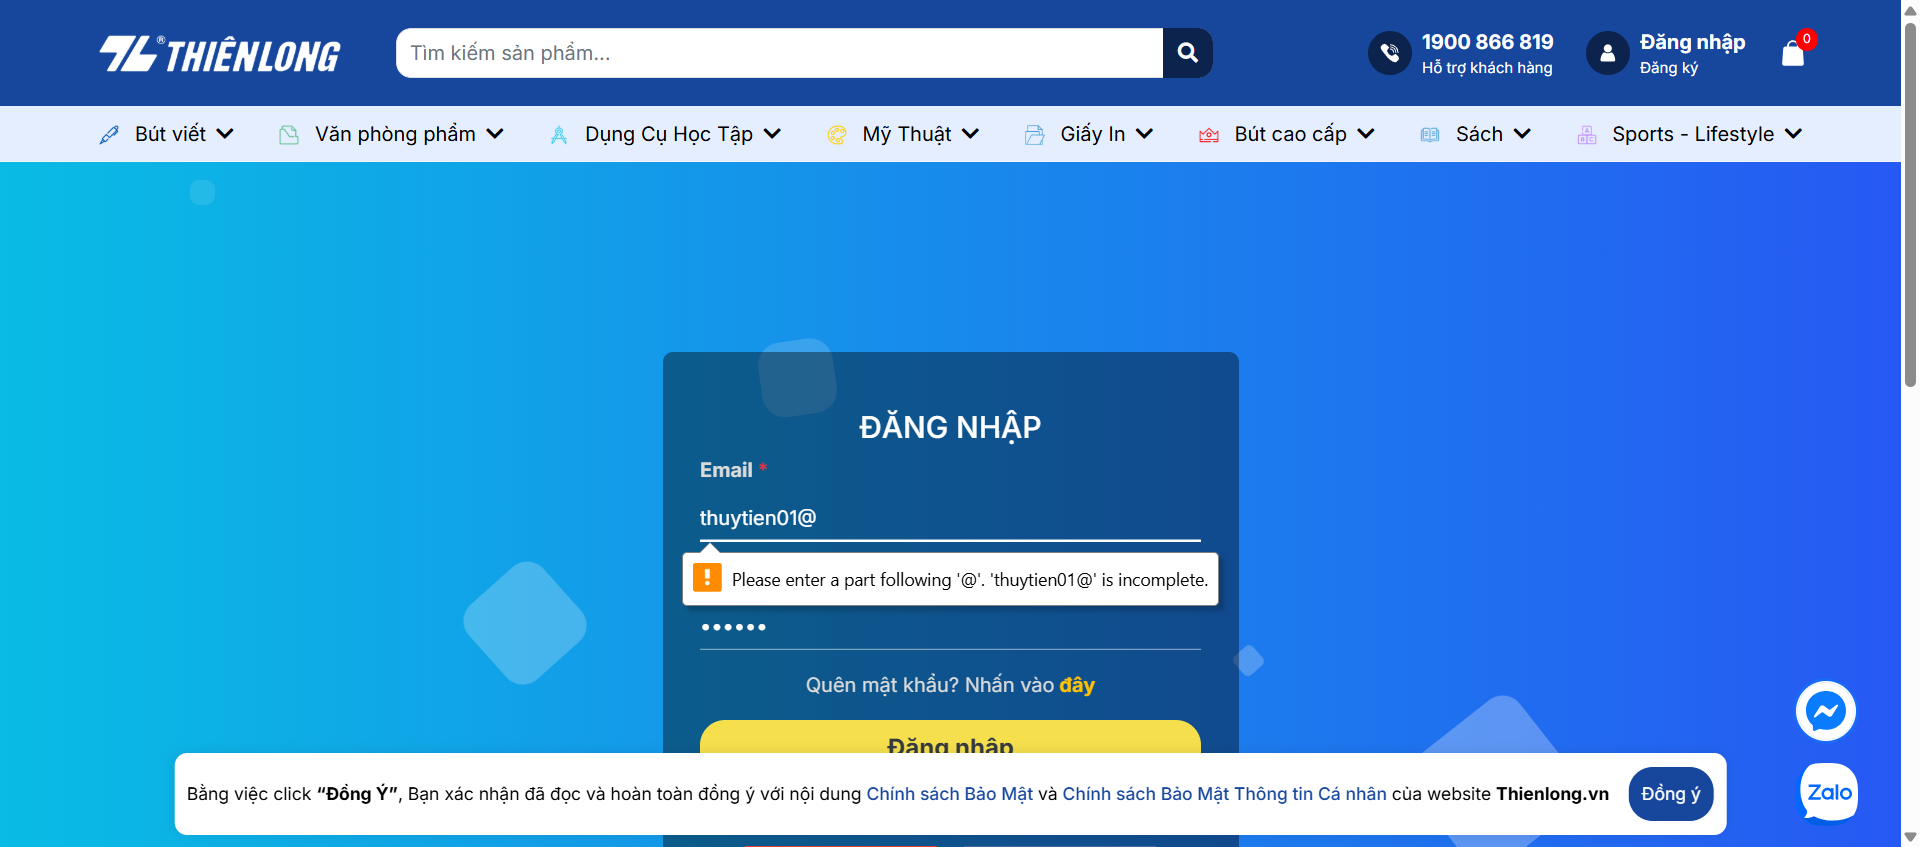 THIÊN LONG
Tìm kiếm sản phẩm...
1900 866 819
Hỗ trợ khách hàng
Đăng nhập
Đăng ký
0
Bút viết
Văn phòng phẩm
Dụng Cụ Học Tập
Mỹ Thuật
Giấy In
Bút cao cấp
Sách
Sports - Lifestyle
ĐĂNG NHẬP
Email *
thuytien01@
Please enter a part following '@'. 'thuytien01@' is incomplete.
Quên mật khẩu? Nhấn vào đây
Đăng nhập
Bằng việc click “Đồng Ý”, Bạn xác nhận đã đọc và hoàn toàn đồng ý với nội dung Chính sách Bảo Mật và Chính sách Bảo Mật Thông tin Cá nhân của website Thienlong.vn
Đồng ý
Zalo